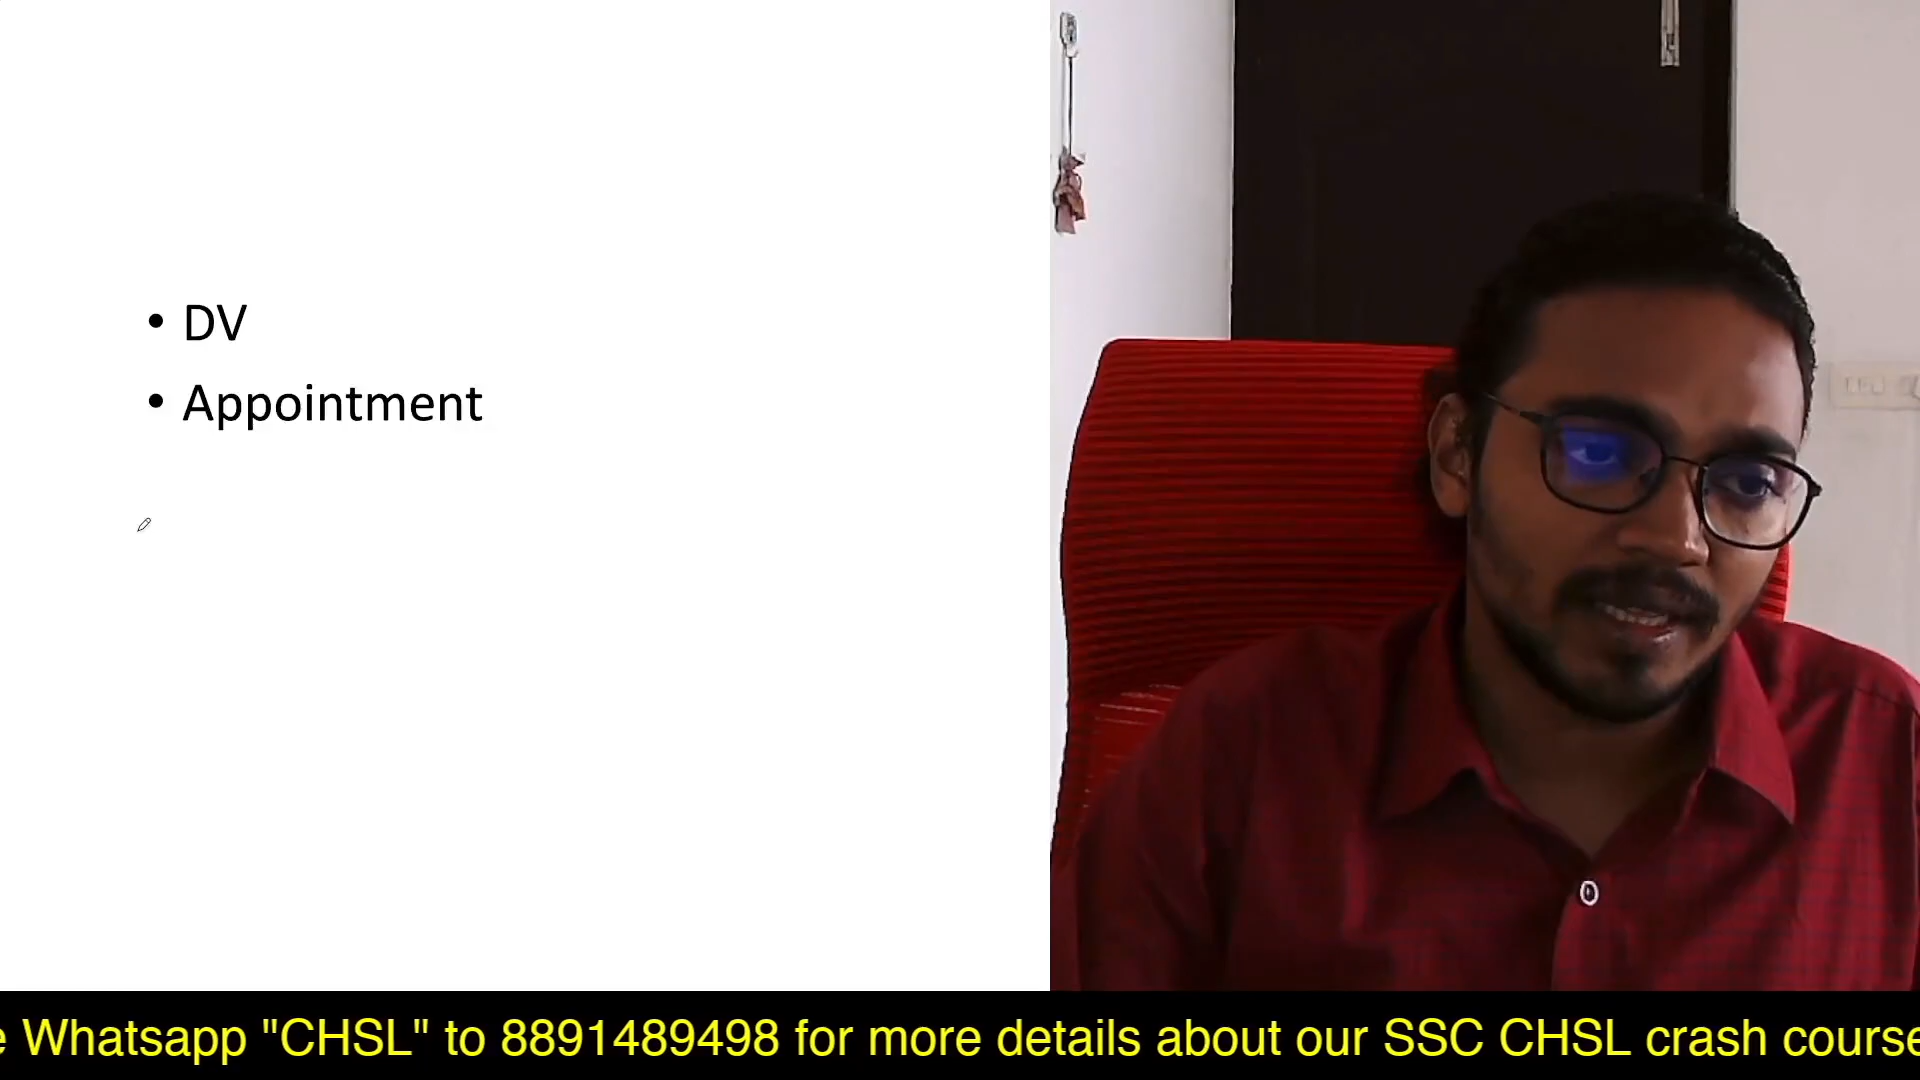 • DV
• Appointment
Whatsapp "CHSL" to 8891489498 for more details about our SSC CHSL crash course